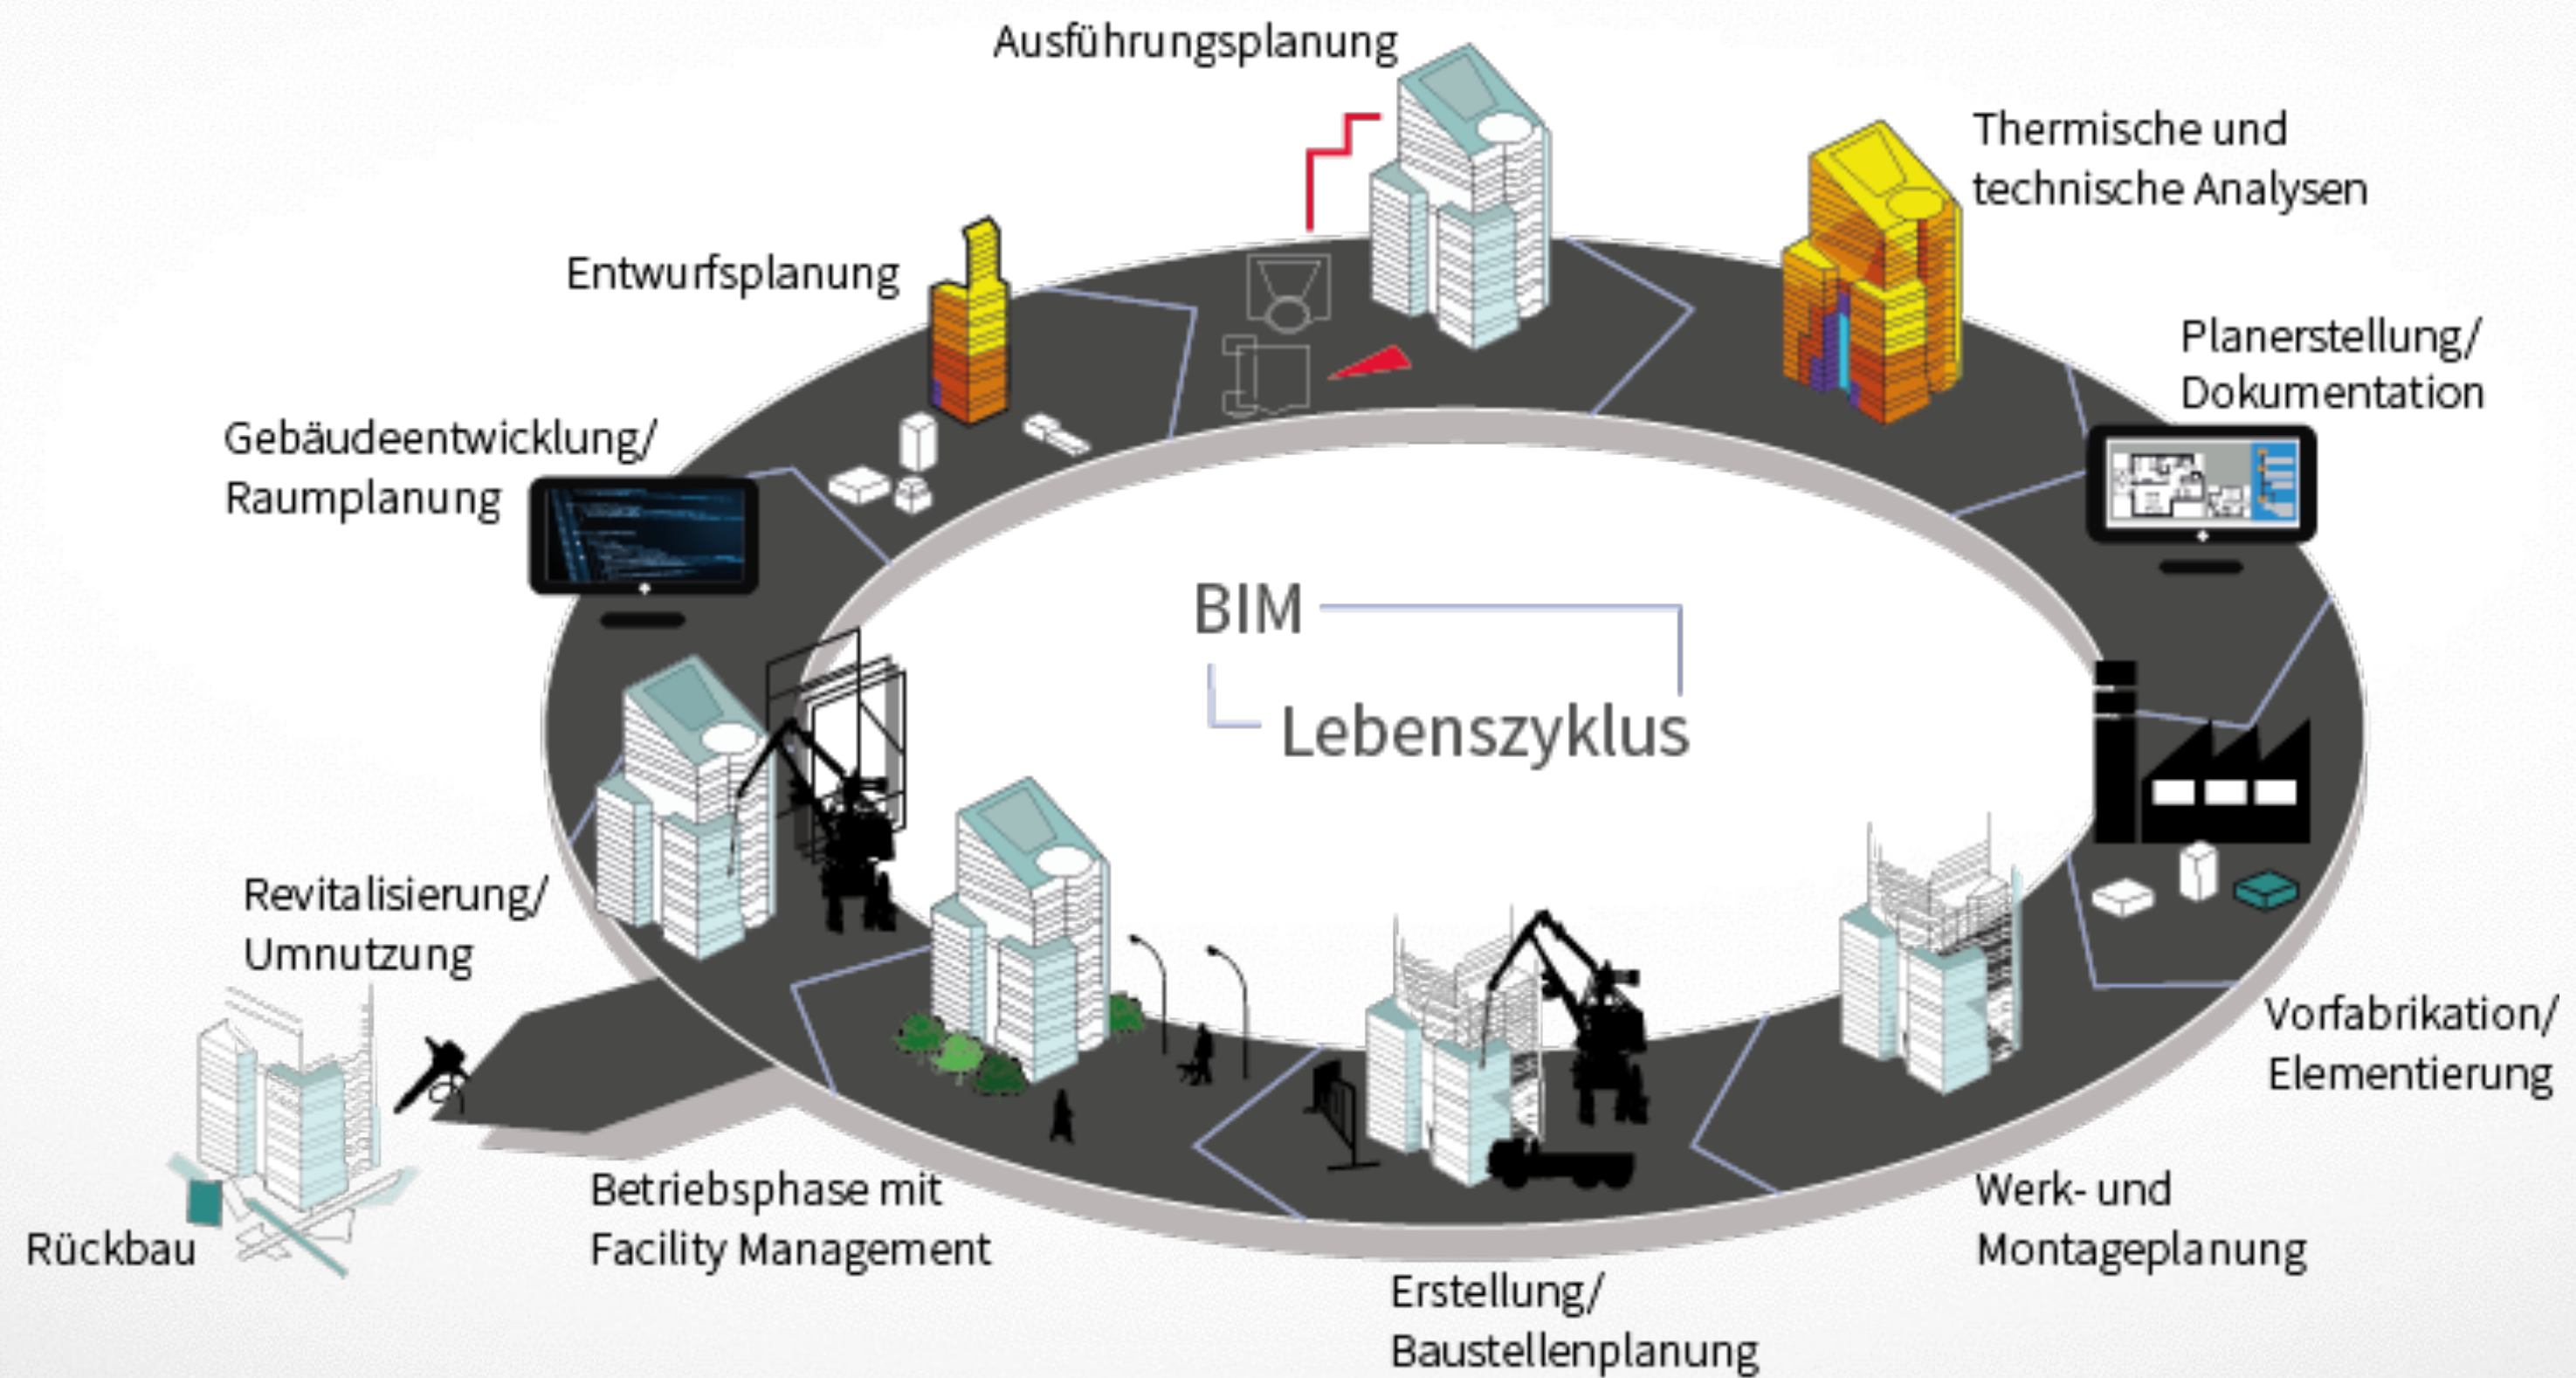 Ausführungsplanung
Thermische und
technische Analysen
Entwurfsplanung
Planerstellung/
Dokumentation
Gebäudeentwicklung/
Raumplanung
BIM
Lebenszyklus
Revitalisierung/
Umnutzung
Vorfabrikation/
Elementierung
Betriebsphase mit
Facility Management
Werk- und
Montageplanung
Rückbau
Erstellung/
Baustellenplanung